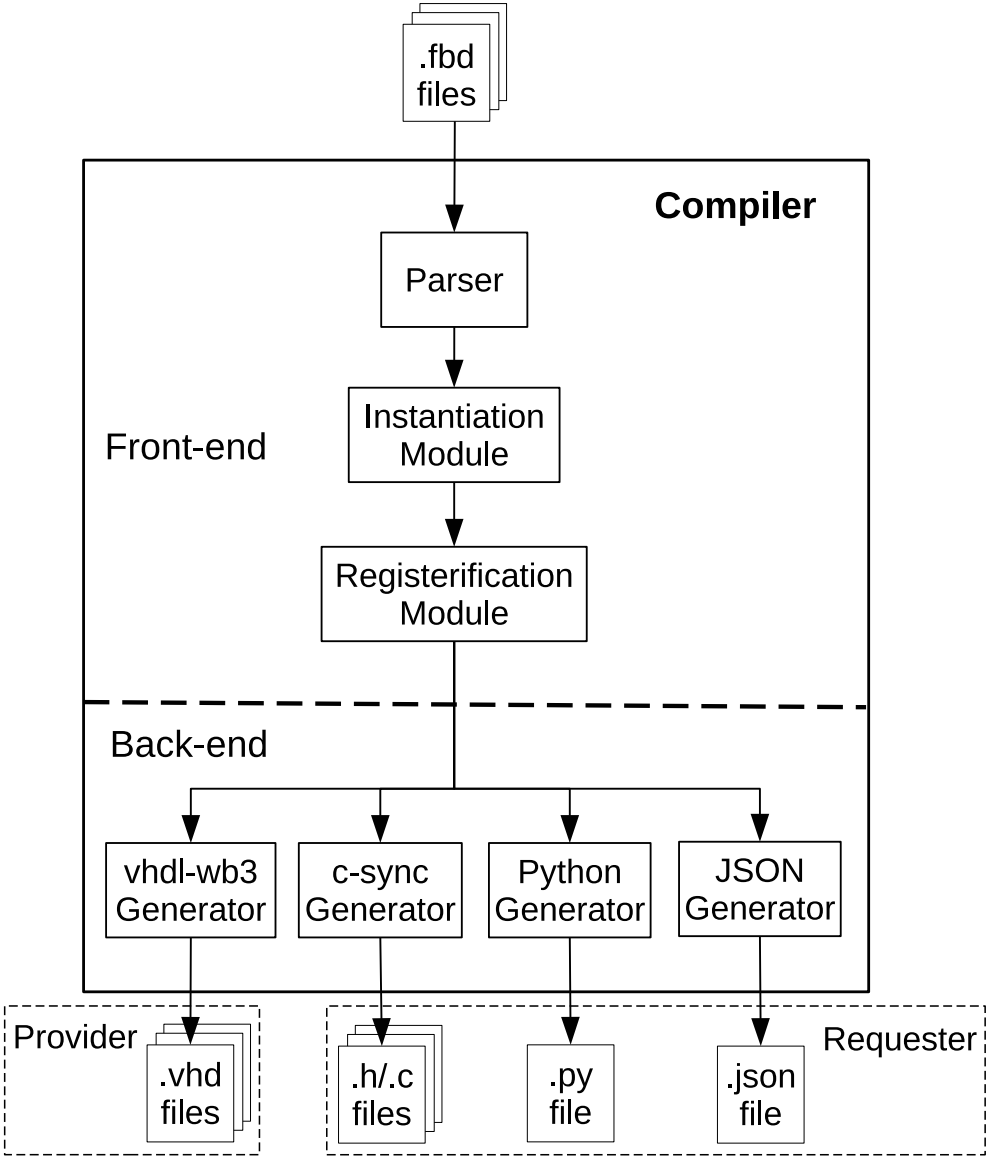 .fbd
files
Compiler
Parser
Instantiation
Module
Front-end
Registerification
Module
Back-end
vhdl-wb3
Generator
c-sync
Generator
Python
Generator
JSON
Generator
Provider
.vhd
files
.h/.c
files
.py
file
.json
file
Requester